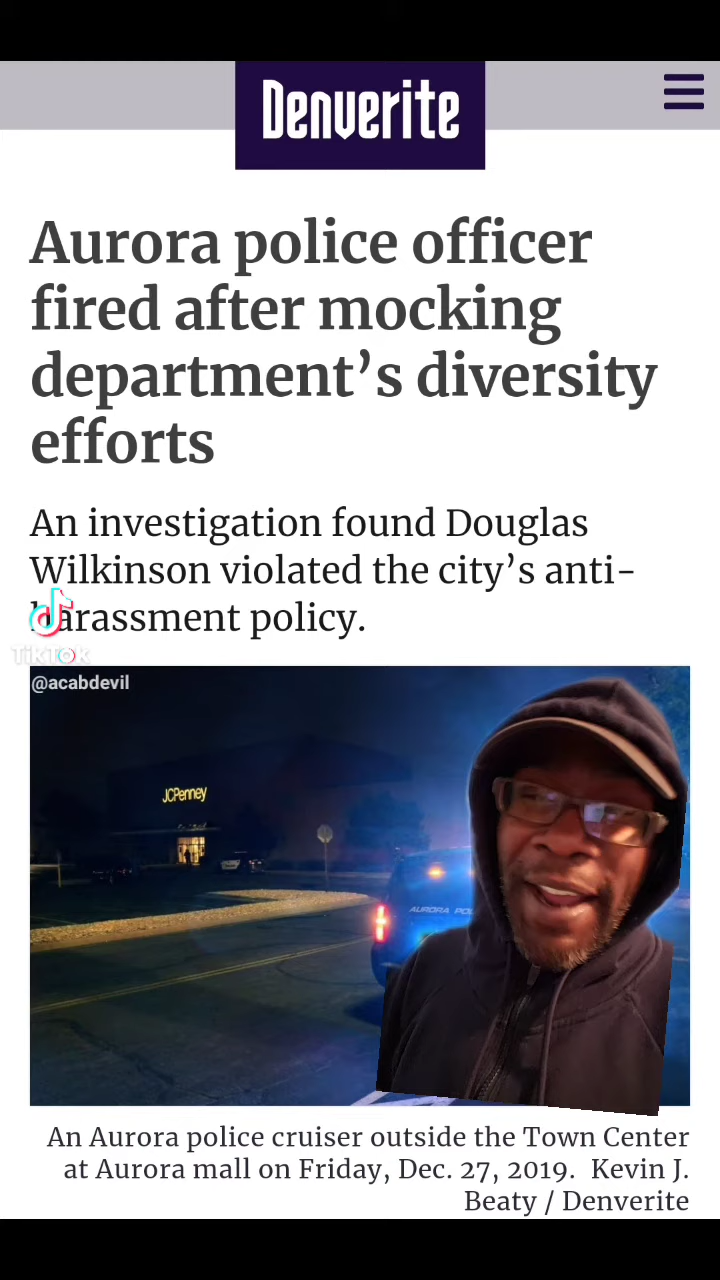 Denverite
Aurora police officer
fired after mocking
department’s diversity
efforts
An investigation found Douglas
Wilkinson violated the city’s anti-
harassment policy.
TikTok
@acabdevil
JCPenney
AURORA POL
An Aurora police cruiser outside the Town Center
at Aurora mall on Friday, Dec. 27, 2019. Kevin J.
Beaty / Denverite